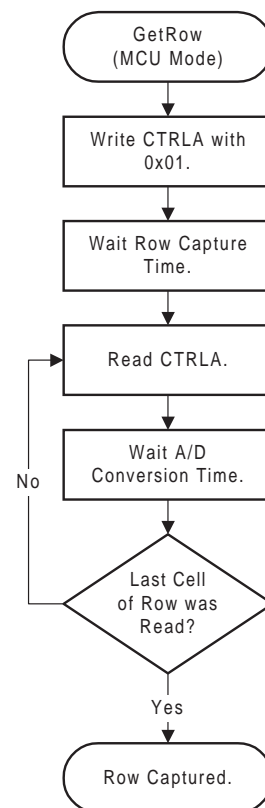 GetRow
(MCU Mode)
Write CTRLA with
0x01.
Wait Row Capture
Time.
Read CTRLA.
Wait A/D
Conversion Time.
No
Last Cell
of Row was
Read?
Yes
Row Captured.